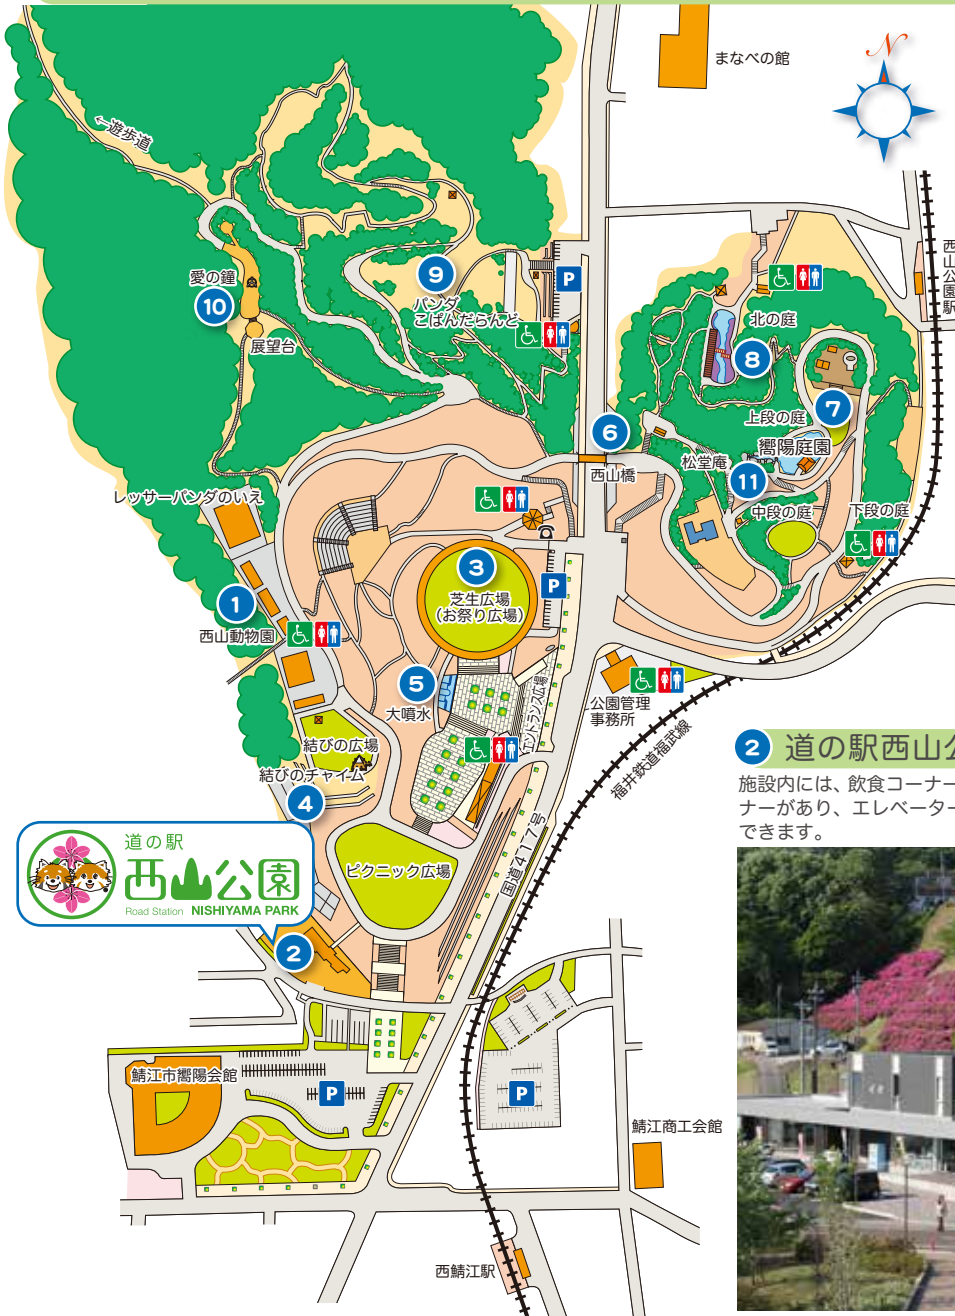 まなべの館
N
←遊歩道
西山公園駅
愛の鐘
10
展望台
9
パンダ
こぱんだらんど
P
北の庭
8
7
上段の庭
嚮陽庭園
6
西山橋
松堂庵
11
中段の庭
下段の庭
レッサーパンダのいえ
3
芝生広場
(お祭り広場)
P
1
西山動物園
5
大噴水
エントランス広場
公園管理
事務所
福井鉄道福武線
結びの広場
結びのチャイム
4
国道417号
ピクニック広場
道の駅
西山公園
Road Station NISHIYAMA PARK
2
2 道の駅西山公
施設内には、飲食コーナー
ナーがあり、エレベーター
できます。
鯖江市嚮陽会館
P
P
鯖江商工会館
西鯖江駅